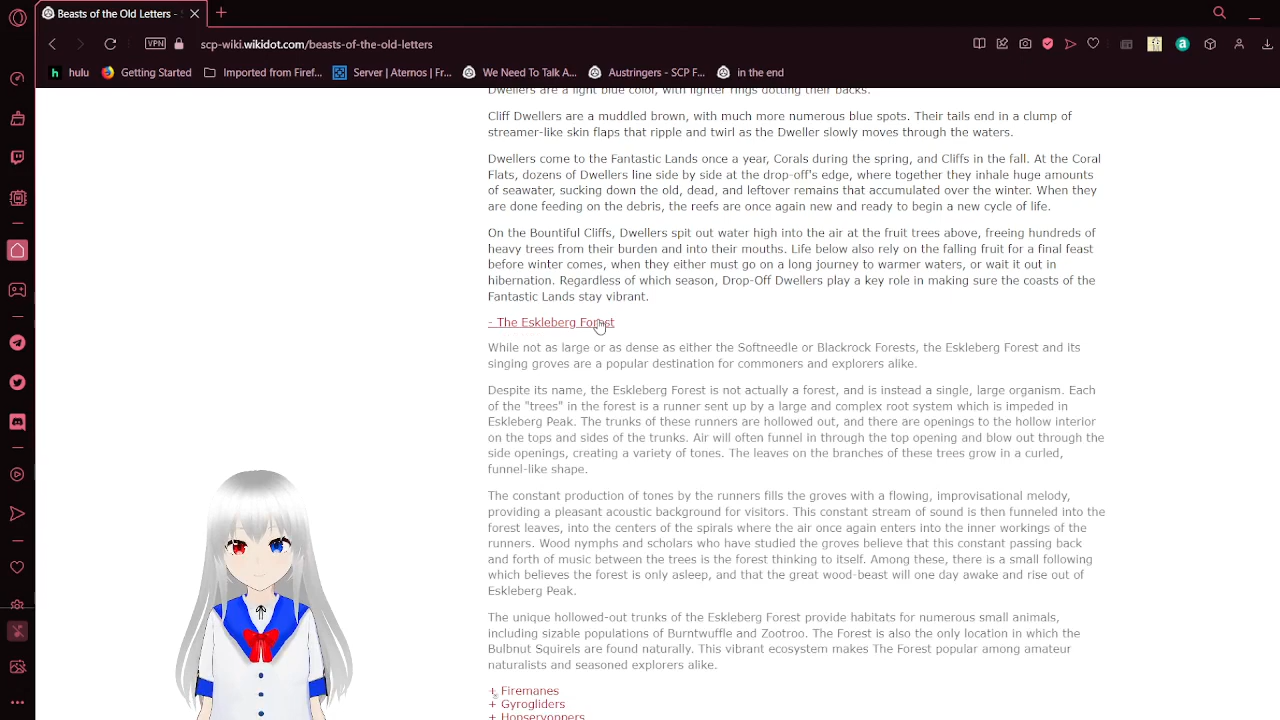 Beasts of the Old Letters -
VPN
scp-wiki.wikidot.com/beasts-of-the-old-letters
hulu
Getting Started
Imported from Firef...
Server | Aternos | Fr...
We Need To Talk A...
Austringers - SCP F...
in the end
Dwellers are a light blue color, with lighter rings dotting their backs.
Cliff Dwellers are a muddled brown, with much more numerous blue spots. Their tails end in a clump of
streamer-like skin flaps that ripple and twirl as the Dweller slowly moves through the waters.
Dwellers come to the Fantastic Lands once a year, Corals during the spring, and Cliffs in the fall. At the Coral
Flats, dozens of Dwellers line side by side at the drop-off's edge, where together they inhale huge amounts
of seawater, sucking down the old, dead, and leftover remains that accumulated over the winter. When they
are done feeding on the debris, the reefs are once again new and ready to begin a new cycle of life.
On the Bountiful Cliffs, Dwellers spit out water high into the air at the fruit trees above, freeing hundreds of
heavy trees from their burden and into their mouths. Life below also rely on the falling fruit for a final feast
before winter comes, when they either must go on a long journey to warmer waters, or wait it out in
hibernation. Regardless of which season, Drop-Off Dwellers play a key role in making sure the coasts of the
Fantastic Lands stay vibrant.
- The Eskleberg Forest
While not as large or as dense as either the Softneedle or Blackrock Forests, the Eskleberg Forest and its
singing groves are a popular destination for commoners and explorers alike.
Despite its name, the Eskleberg Forest is not actually a forest, and is instead a single, large organism. Each
of the "trees" in the forest is a runner sent up by a large and complex root system which is impeded in
Eskleberg Peak. The trunks of these runners are hollowed out, and there are openings to the hollow interior
on the tops and sides of the trunks. Air will often funnel in through the top opening and blow out through the
side openings, creating a variety of tones. The leaves on the branches of these trees grow in a curled,
funnel-like shape.
The constant production of tones by the runners fills the groves with a flowing, improvisational melody,
providing a pleasant acoustic background for visitors. This constant stream of sound is then funneled into the
forest leaves, into the centers of the spirals where the air once again enters into the inner workings of the
runners. Wood nymphs and scholars who have studied the groves believe that this constant passing back
and forth of music between the trees is the forest thinking to itself. Among these, there is a small following
which believes the forest is only asleep, and that the great wood-beast will one day awake and rise out of
Eskleberg Peak.
The unique hollowed-out trunks of the Eskleberg Forest provide habitats for numerous small animals,
including sizable populations of Burntwuffle and Zootroo. The Forest is also the only location in which the
Bulbnut Squirrels are found naturally. This vibrant ecosystem makes The Forest popular among amateur
naturalists and seasoned explorers alike.
+ Firemanes
+ Gyrogliders
+ Hopservoppers